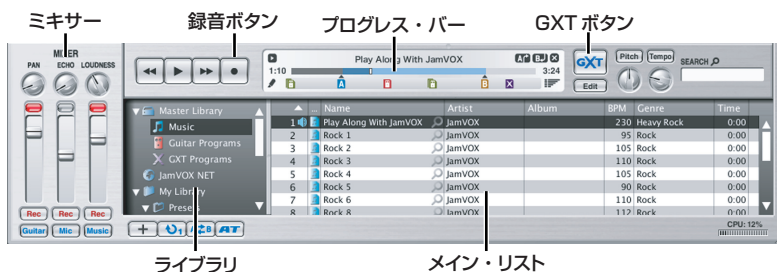 ミキサー 録音ボタン プログレス・バー GXT ボタン
MIXER
PAN ECHO LOUDNESS
Play Along With JamVOX
1:10 3:24
A B A B X
GXT
Edit
Pitch Tempo SEARCH
Name Artist Album BPM Genre Time
1 Play Along With JamVOX JamVOX 230 Heavy Rock 0:00
2 Rock 1 JamVOX 95 Rock 0:00
3 Rock 2 JamVOX 105 Rock 0:00
4 Rock 3 JamVOX 110 Rock 0:00
5 Rock 4 JamVOX 105 Rock 0:00
6 Rock 5 JamVOX 90 Rock 0:00
7 Rock 6 JamVOX 110 Rock 0:00
8 Rock 8 JamVOX 112 Rock 0:00
Master Library
Music
Guitar Programs
GXT Programs
JamVOX NET
My Library
Preset
Rec Rec Rec
Guitar Mic Music
AT
CPU: 12%
ライブラリ メイン・リスト